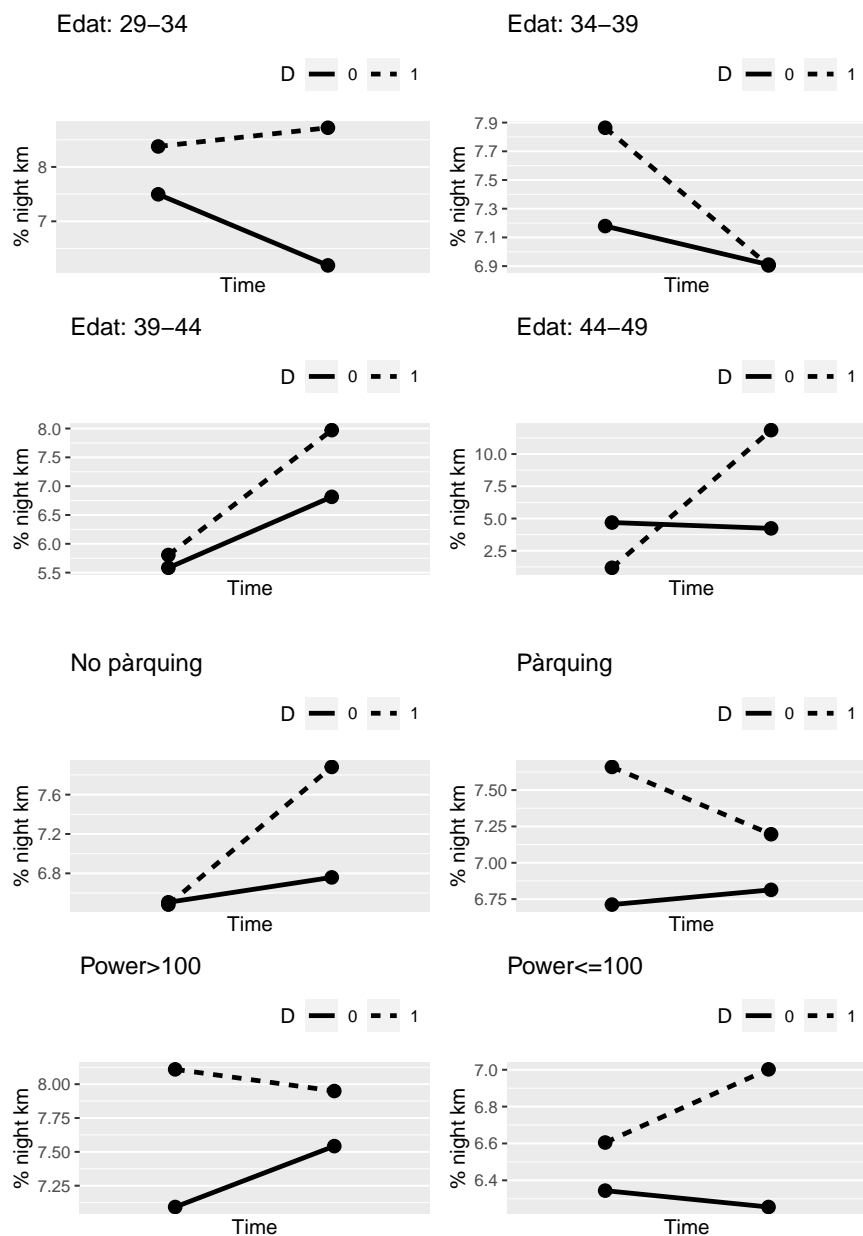 Edat: 29−34
D 0 1
8
7
% night km
Time
Edat: 34−39
D 0 1
7.9
7.7
7.5
7.3
7.1
6.9
% night km
Time
Edat: 39−44
D 0 1
8.0
7.5
7.0
6.5
6.0
5.5
% night km
Time
Edat: 44−49
D 0 1
10.0
7.5
5.0
2.5
% night km
Time
No pàrquing
D 0 1
7.6
7.2
6.8
% night km
Time
Pàrquing
D 0 1
7.50
7.25
7.00
6.75
% night km
Time
Power>100
D 0 1
8.00
7.75
7.50
7.25
% night km
Time
Power<=100
D 0 1
7.0
6.8
6.6
6.4
% night km
Time